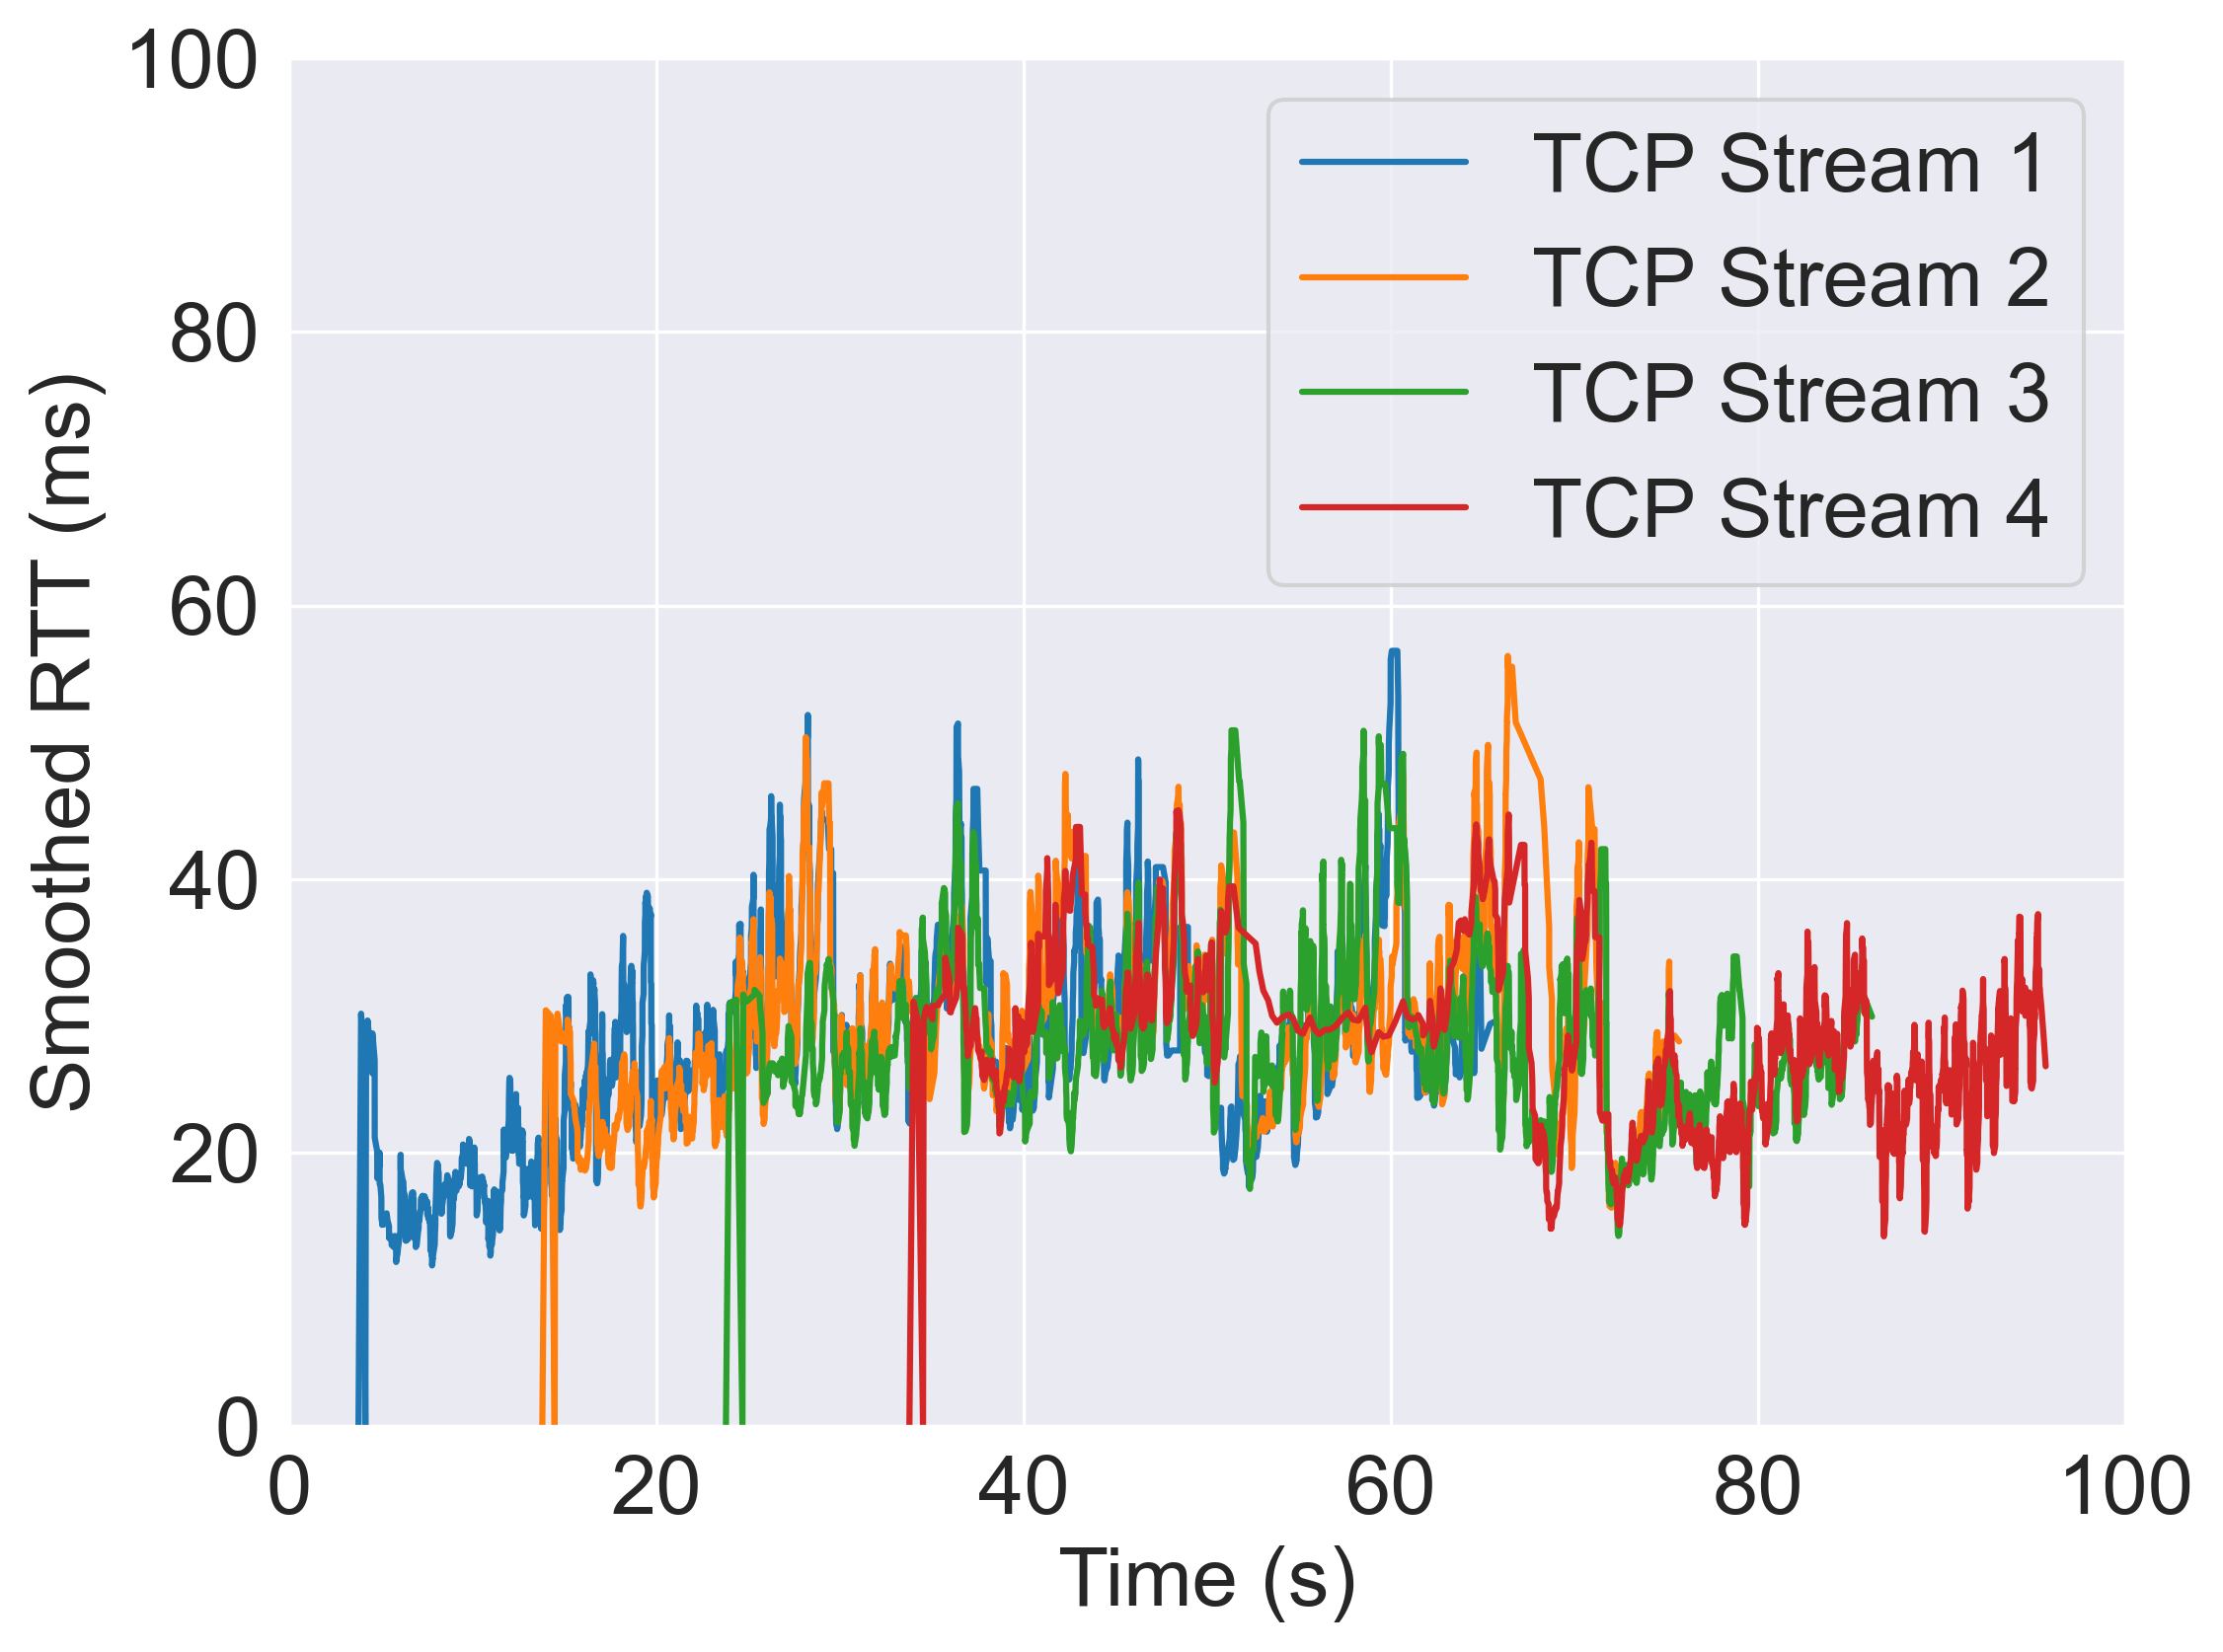 100
80
60
40
20
0
Smoothed RTT (ms)
TCP Stream 1
TCP Stream 2
TCP Stream 3
TCP Stream 4
0 20 40 60 80 100
Time (s)